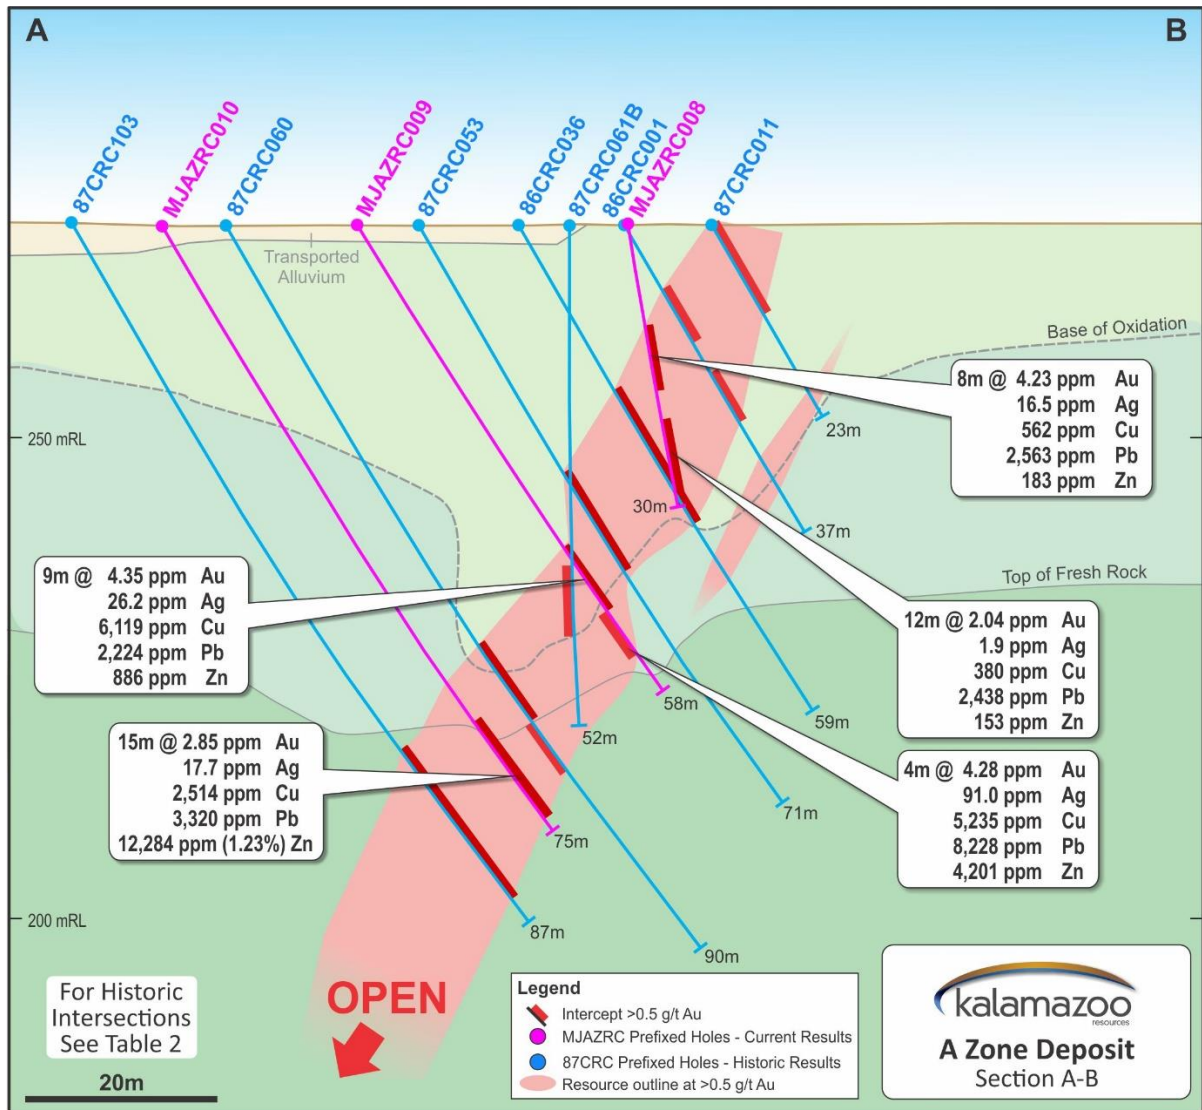 A
B
87CRC103
MJAZRC010
87CRC060
MJAZRC009
87CRC053
86CRC036
87CRC061B
86CRC001
MJAZRC008
87CRC011
Transported
Alluvium
Base of Oxidation
250 mRL
8m @ 4.23 ppm Au
16.5 ppm Ag
562 ppm Cu
2,563 ppm Pb
183 ppm Zn
23m
30m
37m
Top of Fresh Rock
9m @ 4.35 ppm Au
26.2 ppm Ag
6,119 ppm Cu
2,224 ppm Pb
886 ppm Zn
12m @ 2.04 ppm Au
1.9 ppm Ag
380 ppm Cu
2,438 ppm Pb
153 ppm Zn
58m
59m
52m
15m @ 2.85 ppm Au
17.7 ppm Ag
2,514 ppm Cu
3,320 ppm Pb
12,284 ppm (1.23%) Zn
4m @ 4.28 ppm Au
91.0 ppm Ag
5,235 ppm Cu
8,228 ppm Pb
4,201 ppm Zn
71m
75m
200 mRL
87m
90m
For Historic
Intersections
See Table 2
20m
OPEN
Legend
Intercept >0.5 g/t Au
MJAZRC Prefixed Holes - Current Results
87CRC Prefixed Holes - Historic Results
Resource outline at >0.5 g/t Au
kalamazoo
resources
A Zone Deposit
Section A-B